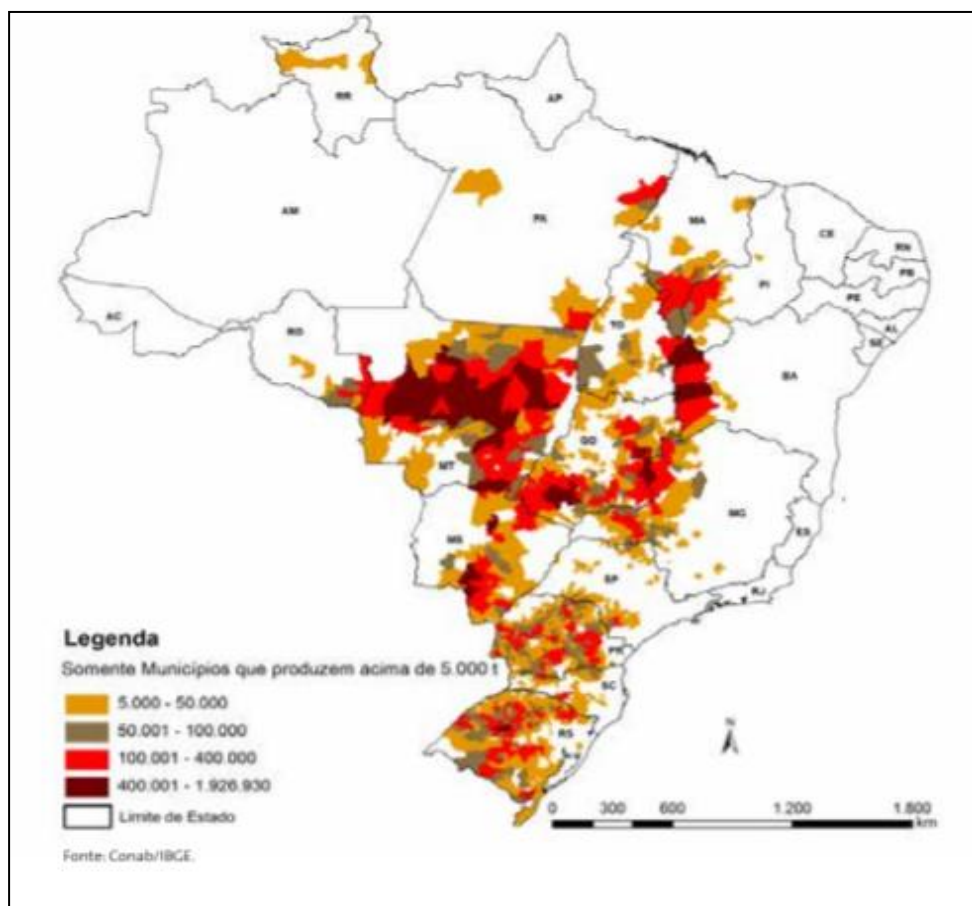 RR
AP
AM
PA
MA
CE
RN
PB
PI
PE
AC
AL
TO
SE
RO
BA
GO
MT
MG
ES
MS
SP
RJ
PR
SC
RS
N
Legenda
Somente Municípios que produzem acima de 5.000 t
5.000 - 50.000
50.001 - 100.000
100.001 - 400.000
400.001 - 1.926.930
Limite de Estado
0 300 600 1.200 1.800
km
Fonte: Conab/IBGE.